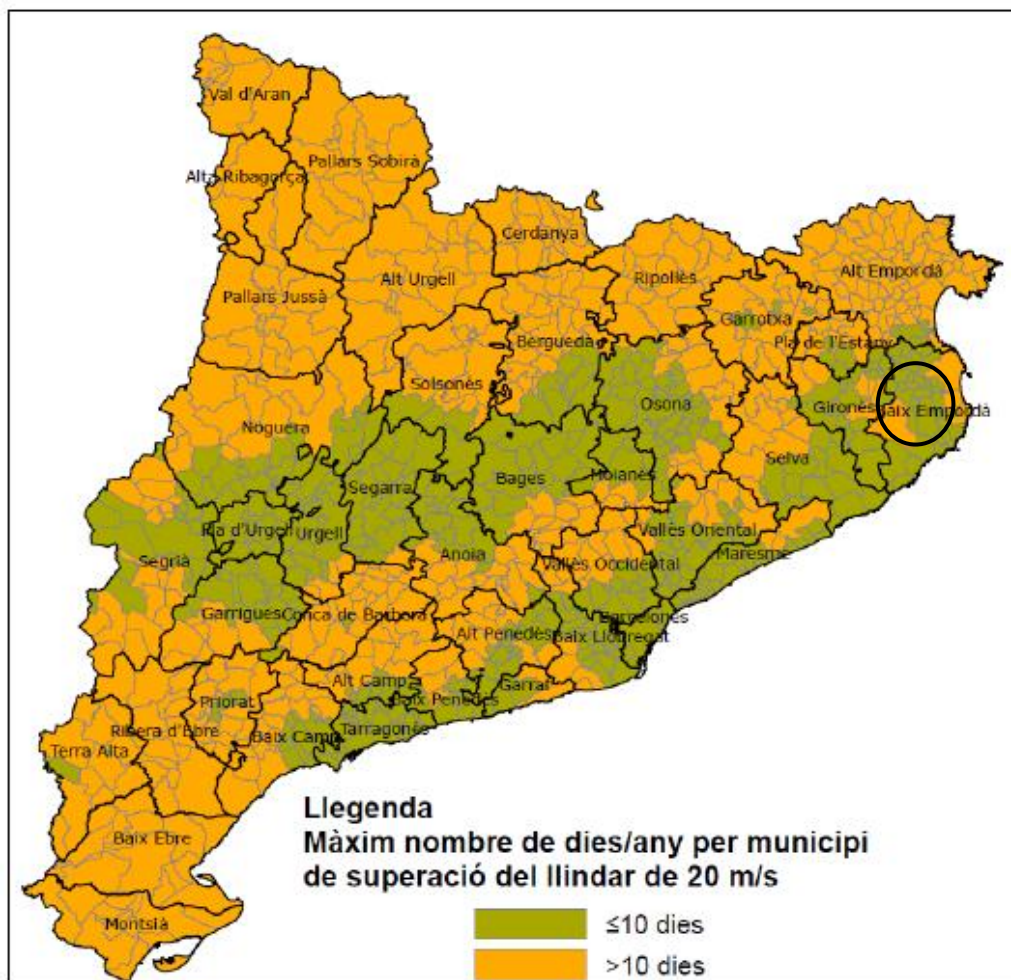 Val d'Aran
Pallars Sobirà
Alta Ribagorça
Cerdanya
Ripollès
Alt Empordà
Alt Urgell
Pallars Jussà
Garrotxa
Berguedà
Pla de l'Estany
Solsonès
Osona
Gironès
Baix Empordà
Noguera
Selva
Segarra
Bages
Moianès
Pla d'Urgell
Urgell
Vallès Oriental
Maresme
Segrià
Anoia
Vallès Occidental
Garrigues
Conca de Barberà
Barcelonès
Alt Penedès
Baix Llobregat
Alt Camp
Garraf
Priorat
Baix Penedès
Ribera d'Ebre
Baix Camp
Tarragonès
Terra Alta
Baix Ebre
Montsià
Llegenda
Màxim nombre de dies/any per municipi
de superació del llindar de 20 m/s
≤10 dies
>10 dies